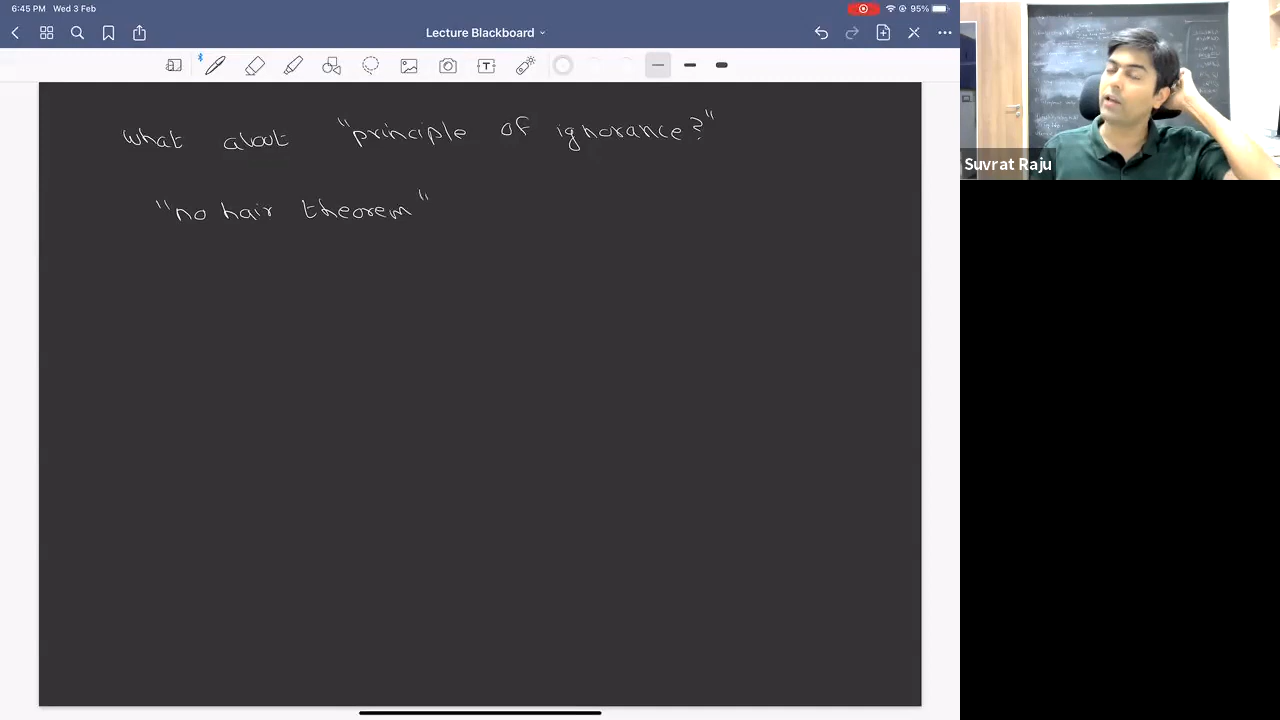 6:45 PM Wed 3 Feb
95%
Lecture Blackboard
T
what about "principle of ignorance?"
"no hair theorem"
Suvrat Raju